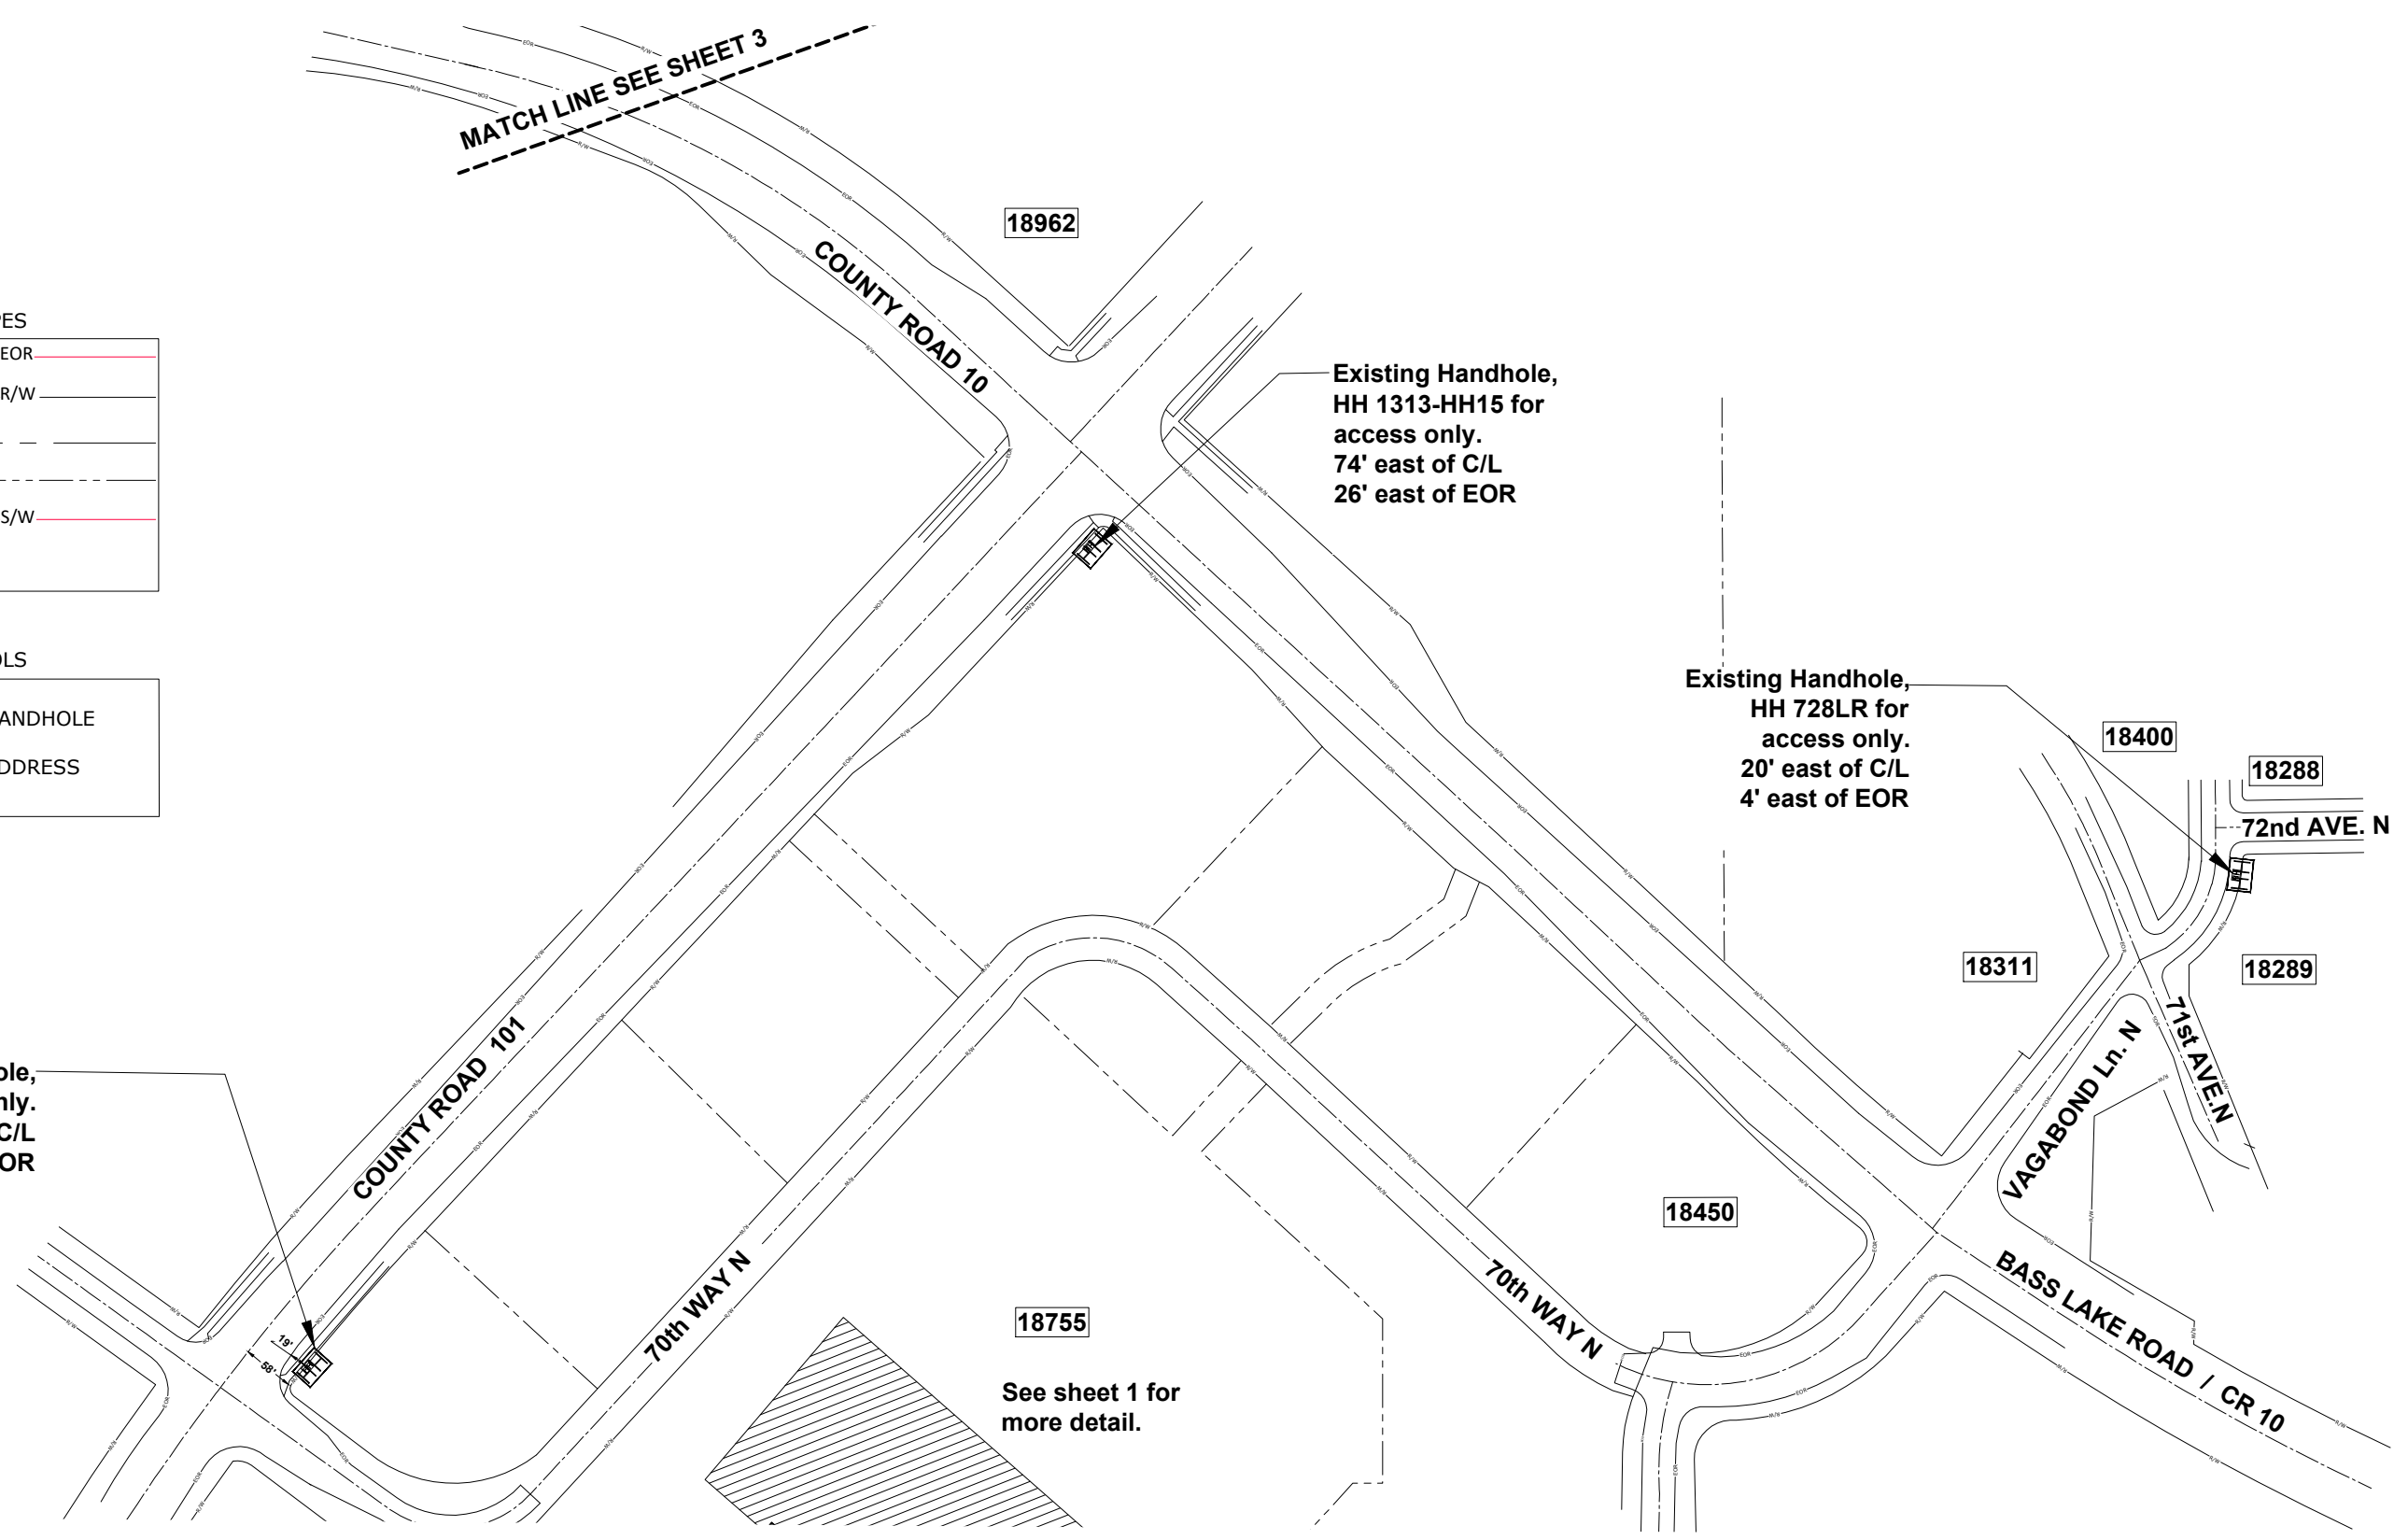 MATCH LINE SEE SHEET 3
18962
COUNTY ROAD 10
PES
EOR
R/W
S/W
Existing Handhole,
HH 1313-HH15 for
access only.
74' east of C/L
26' east of EOR
OLS
ANDHOLE
DDRESS
Existing Handhole,
HH 728LR for
access only.
20' east of C/L
4' east of EOR
18400
18288
72nd AVE. N
18311
18289
71st AVE.N
VAGABOND Ln. N
ole,
nly.
C/L
OR
COUNTY ROAD 101
19'
58'
70th WAY N
18450
70th WAY N
18755
See sheet 1 for
more detail.
BASS LAKE ROAD / CR 10